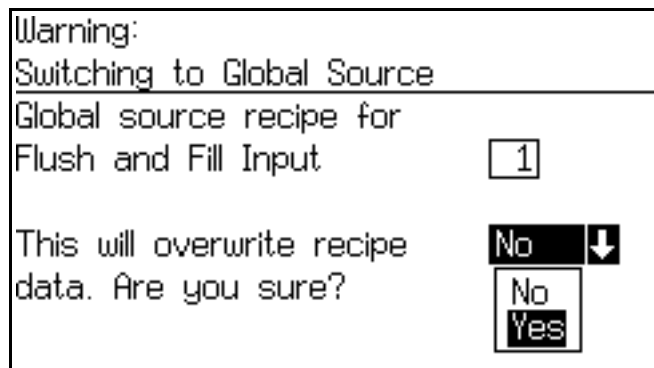 Warning:
Switching to Global Source
Global source recipe for
Flush and Fill Input 1
This will overwrite recipe No
data. Are you sure? No
Yes